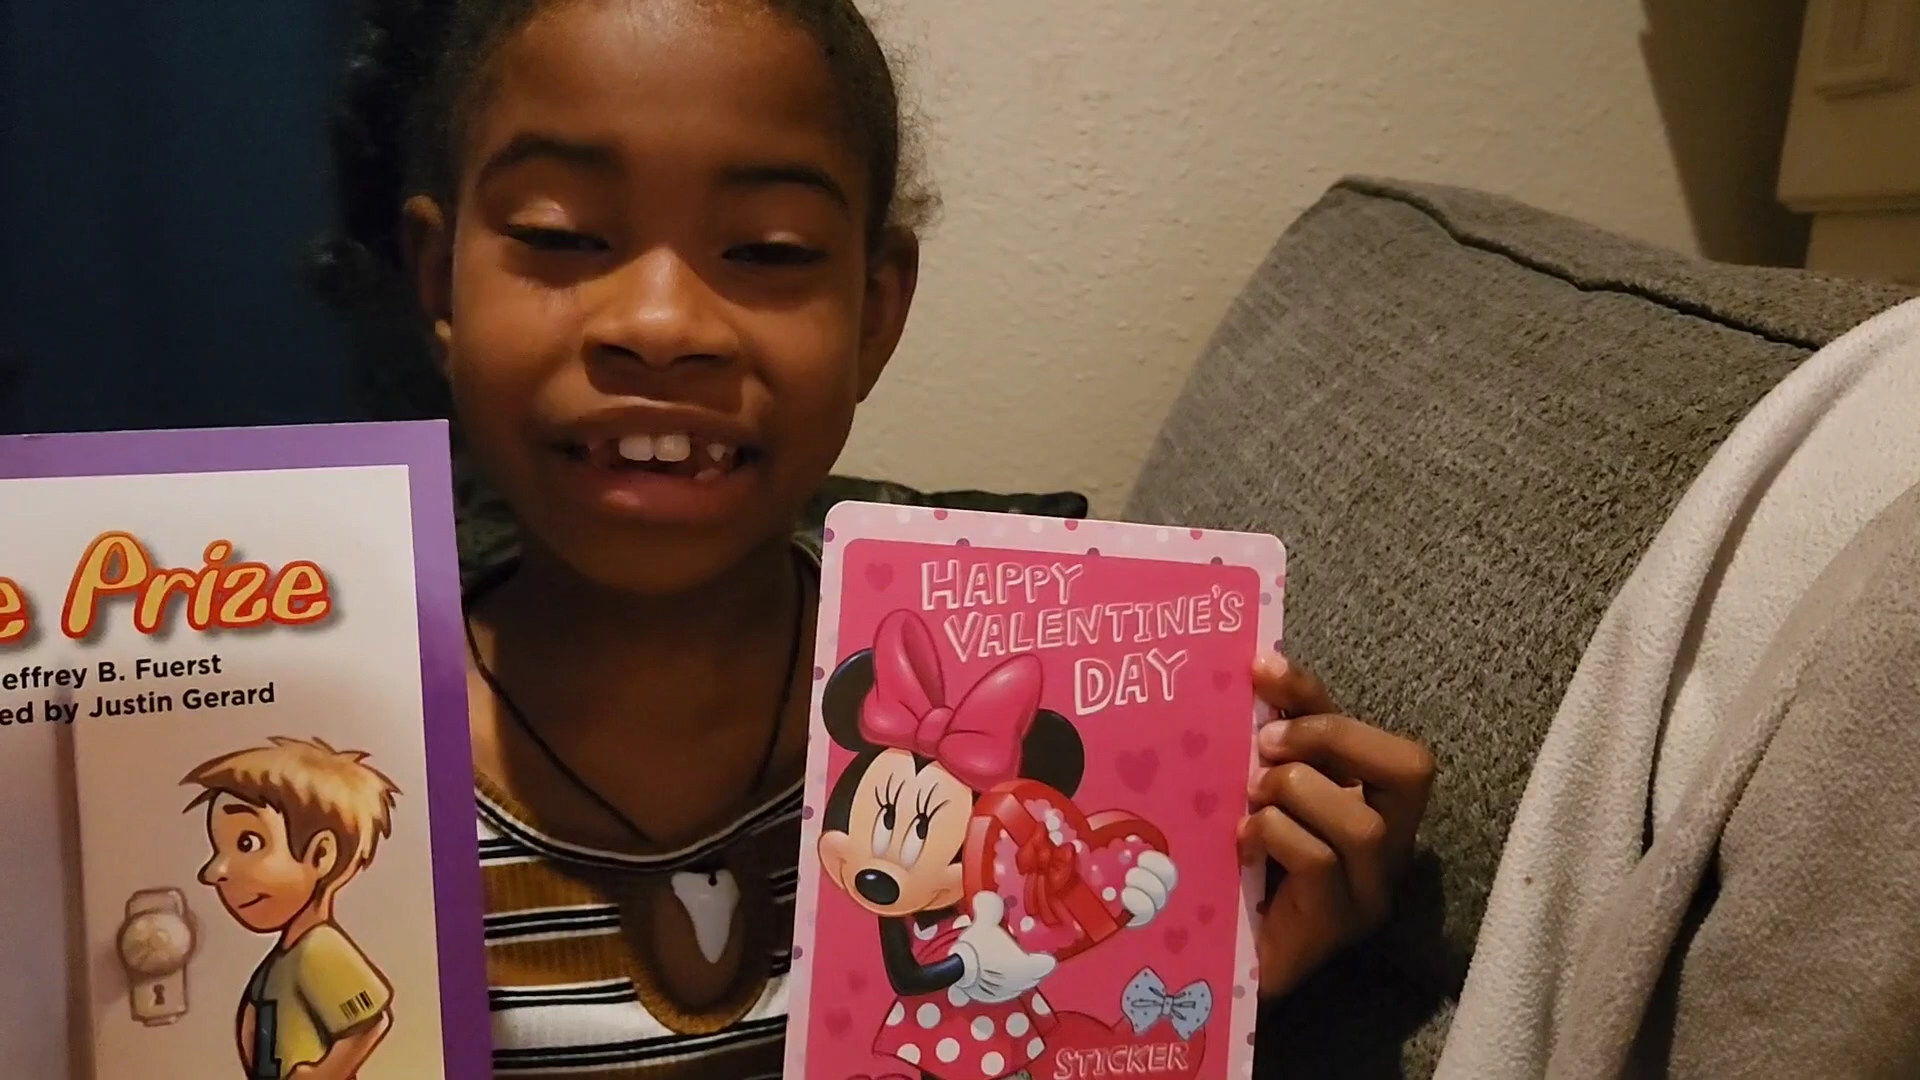 e Prize
effrey B. Fuerst
ed by Justin Gerard
HAPPY
VALENTINE'S
DAY
STICKER